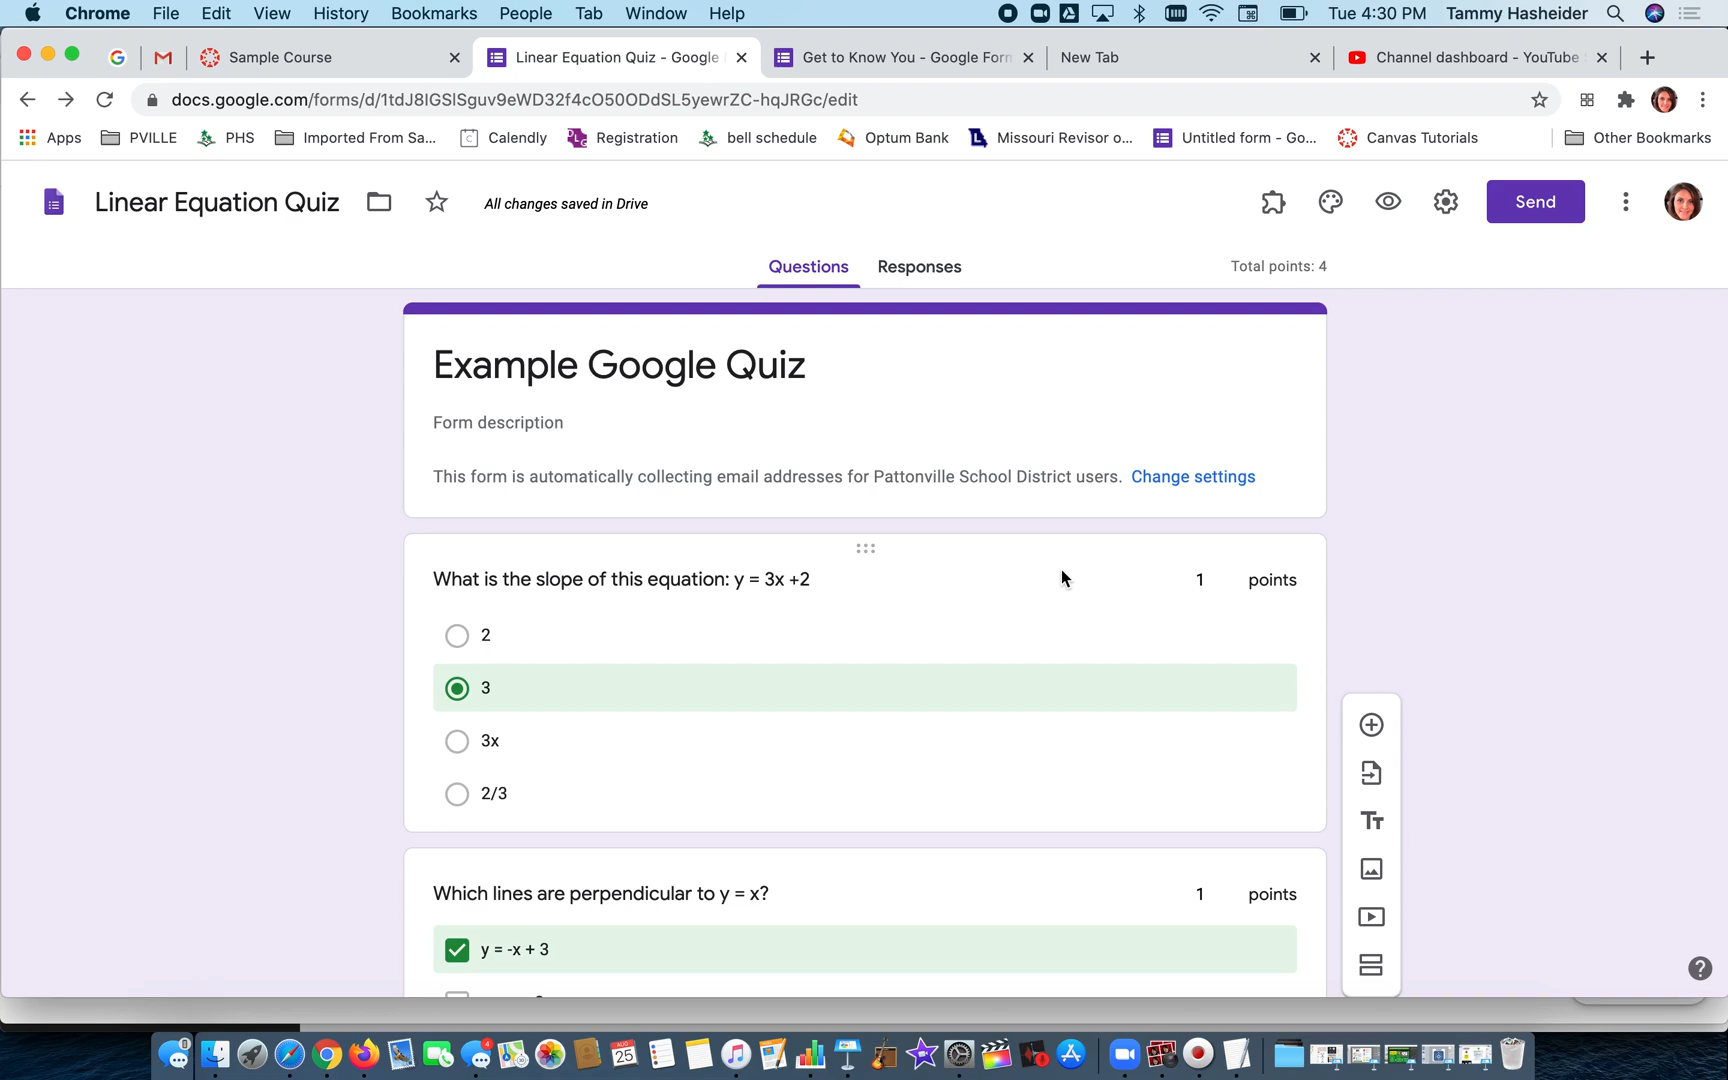 Chrome File Edit View History Bookmarks People Tab Window Help Tue 4:30 PM Tammy Hasheider
Sample Course Linear Equation Quiz - Google Get to Know You - Google Form New Tab Channel dashboard - YouTube
docs.google.com/forms/d/1tdJ8IGSlSguv9eWD32f4cO50ODdSL5yewrZC-hqJRGc/edit
Apps PVILLE PHS Imported From Sa... Calendly Registration bell schedule Optum Bank Missouri Revisor o... Untitled form - Go... Canvas Tutorials Other Bookmarks
Linear Equation Quiz All changes saved in Drive Send
Questions Responses Total points: 4
Example Google Quiz
Form description
This form is automatically collecting email addresses for Pattonville School District users. Change settings
What is the slope of this equation: y = 3x +2 1 points
2
3
3x
2/3
Which lines are perpendicular to y = x? 1 points
y = -x + 3